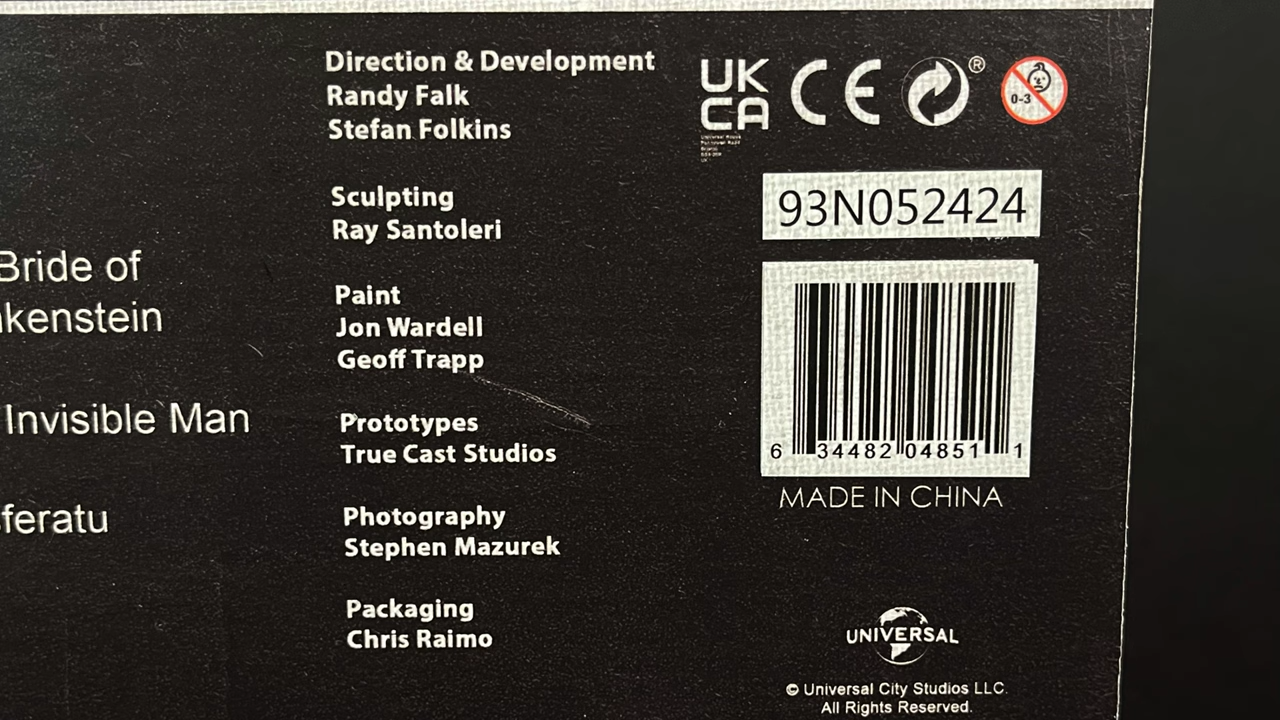 Bride of
nkenstein
Invisible Man
feratu
Direction & Development
Randy Falk
Stefan Folkins
Sculpting
Ray Santoleri
Paint
Jon Wardell
Geoff Trapp
Prototypes
True Cast Studios
Photography
Stephen Mazurek
Packaging
Chris Raimo
UK
CA
CE
®
0-3
93N052424
6 34482 04851 1
MADE IN CHINA
UNIVERSAL
© Universal City Studios LLC.
All Rights Reserved.